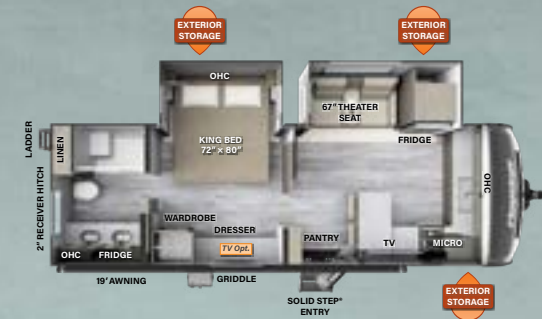 EXTERIOR
STORAGE
EXTERIOR
STORAGE
OHC
67" THEATER
SEAT
KING BED
72" x 80"
FRIDGE
LADDER
LINEN
OHC
2" RECEIVER HITCH
WARDROBE
DRESSER
TV Opt.
PANTRY
TV
MICRO
OHC
FRIDGE
19' AWNING
GRIDDLE
SOLID STEP®
ENTRY
EXTERIOR
STORAGE